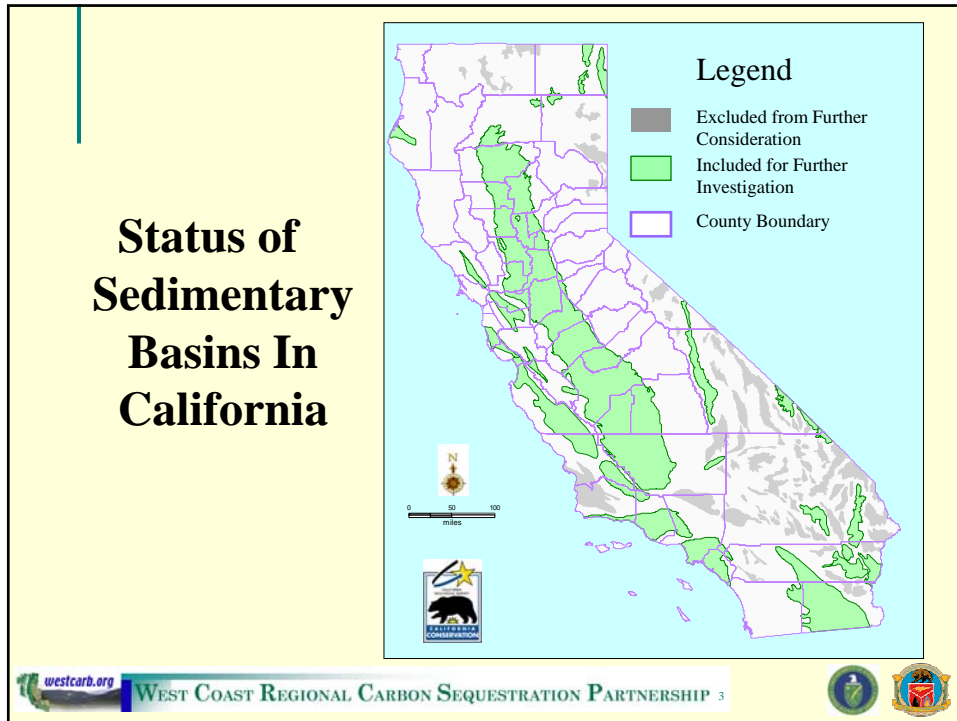 Status of
Sedimentary
Basins In
California
Legend
Excluded from Further
Consideration
Included for Further
Investigation
County Boundary
N
0 50 100
miles
CALIFORNIA
CONSERVATION
westcarb.org
WEST COAST REGIONAL CARBON SEQUESTRATION PARTNERSHIP 3